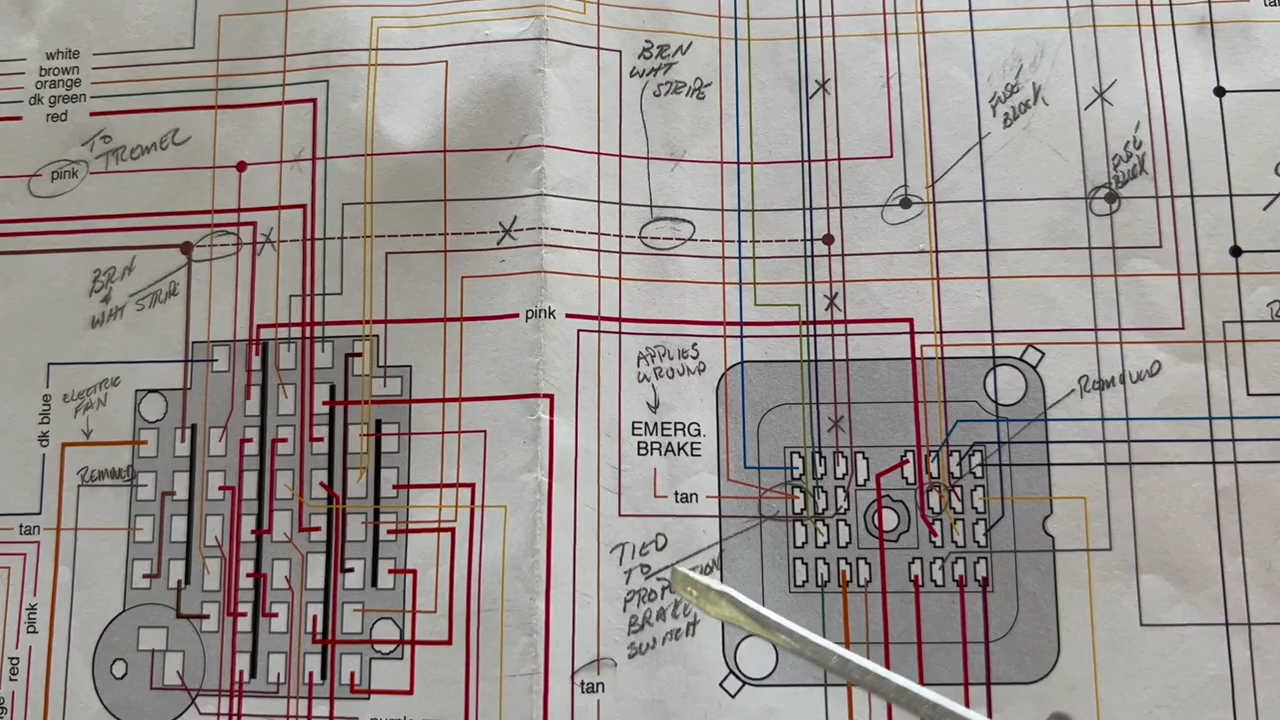 white
brown
orange
dk green
red
TO
TROMEL
pink
BRN
WHT
STRIPE
FUSE
BLOCK
FUSE
BLOCK
BRN
&
WHT STRIPE
pink
dk blue
ELECTRIC
FAN
REMOVED
tan
APPLIES
GROUND
EMERG.
BRAKE
tan
REMOVED
TIED
TO
BRAKE
SWITCH
pink
red
tan